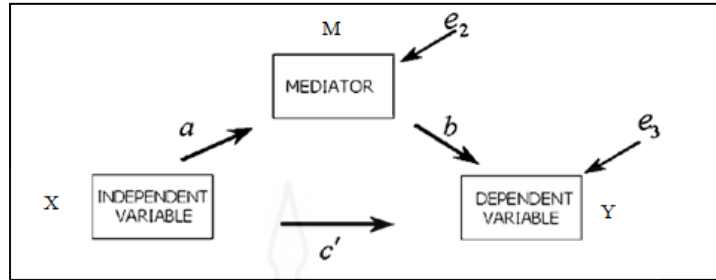 M
e₂
MEDIATOR
a
b
e₃
X
INDEPENDENT
VARIABLE
DEPENDENT
VARIABLE
Y
c'